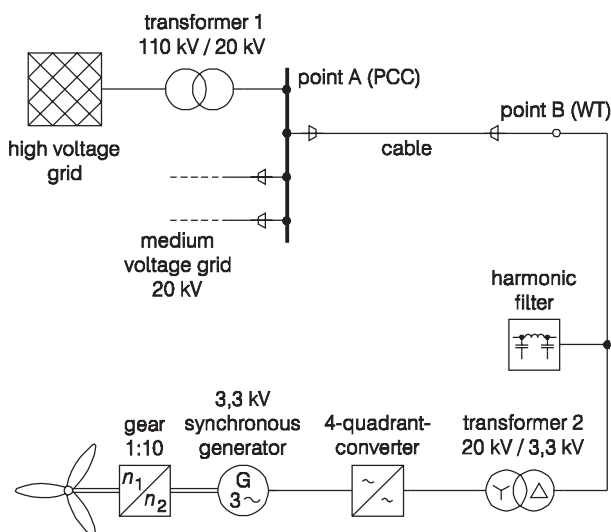 transformer 1
110 kV / 20 kV
point A (PCC)
point B (WT)
high voltage
grid
cable
medium
voltage grid
20 kV
harmonic
filter
3,3 kV
synchronous
generator
gear
1:10
4-quadrant-
converter
transformer 2
20 kV / 3,3 kV
n1
n2
G
3~
~
~